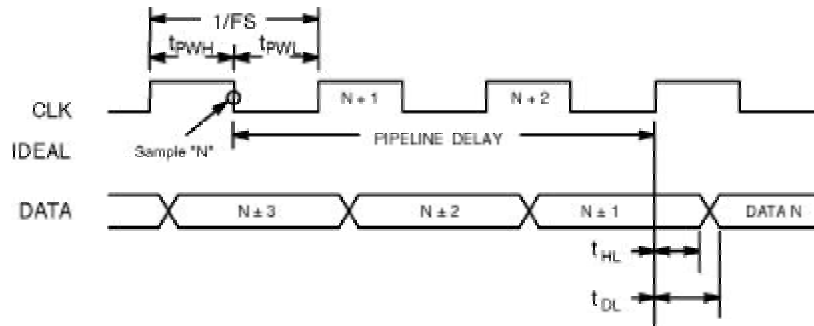 1/FS
tPWH tPWL
CLK
N + 1
N + 2
Sample "N"
PIPELINE DELAY
IDEAL
DATA
N ± 3
N ± 2
N ± 1
DATA N
tHL
tDL